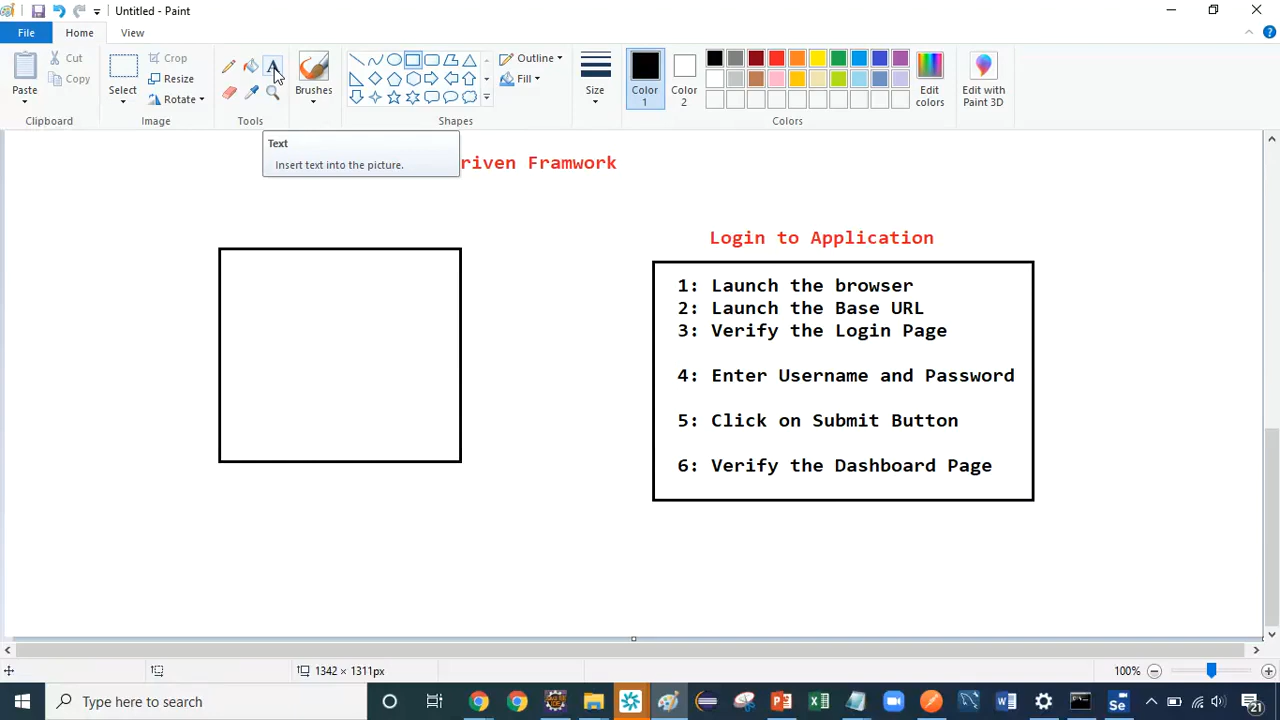 Untitled - Paint
File
Home
View
Paste
Cut
Copy
Clipboard
Select
Crop
Resize
Rotate
Image
Tools
Brushes
Outline
Fill
Shapes
Size
Color 1
Color 2
Edit colors
Edit with Paint 3D
Colors
Text
Insert text into the picture.
riven Framwork
Login to Application
1: Launch the browser
2: Launch the Base URL
3: Verify the Login Page
4: Enter Username and Password
5: Click on Submit Button
6: Verify the Dashboard Page
1342 × 1311px
100%
Type here to search
Se
21